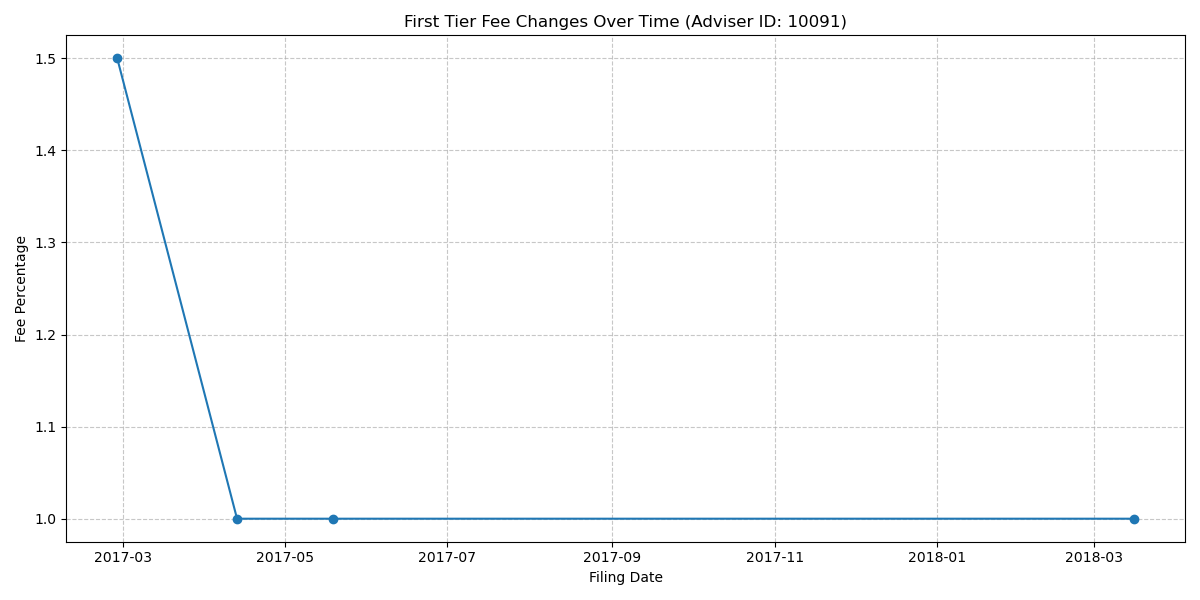 First Tier Fee Changes Over Time (Adviser ID: 10091)
Fee Percentage
1.5
1.4
1.3
1.2
1.1
1.0
2017-03 2017-05 2017-07 2017-09 2017-11 2018-01 2018-03
Filing Date